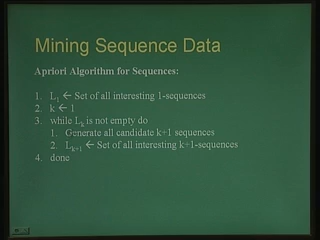 Mining Sequence Data
Apriori Algorithm for Sequences:
1. L₁ ← Set of all interesting 1-sequences
2. k ← 1
3. while Lₖ is not empty do
1. Generate all candidate k+1 sequences
2. Lₖ₊₁ ← Set of all interesting k+1-sequences
4. done